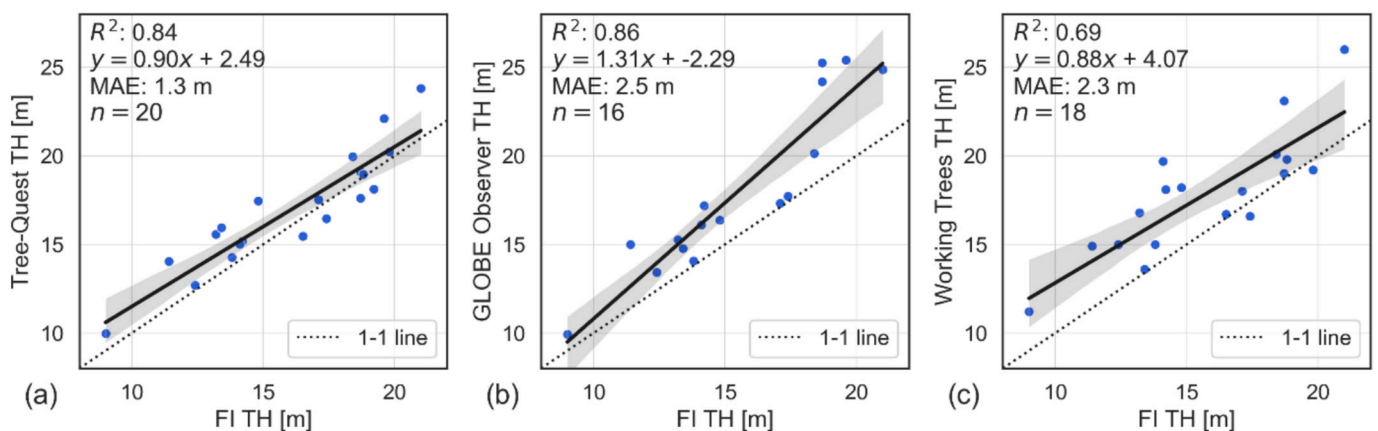 R²: 0.84
y = 0.90x + 2.49
MAE: 1.3 m
n = 20
Tree-Quest TH [m]
25
20
15
10
1-1 line
10 15 20
(a)
FI TH [m]
R²: 0.86
y = 1.31x + -2.29
MAE: 2.5 m
n = 16
GLOBE Observer TH [m]
25
20
15
10
1-1 line
10 15 20
(b)
FI TH [m]
R²: 0.69
y = 0.88x + 4.07
MAE: 2.3 m
n = 18
Working Trees TH [m]
25
20
15
10
1-1 line
10 15 20
(c)
FI TH [m]